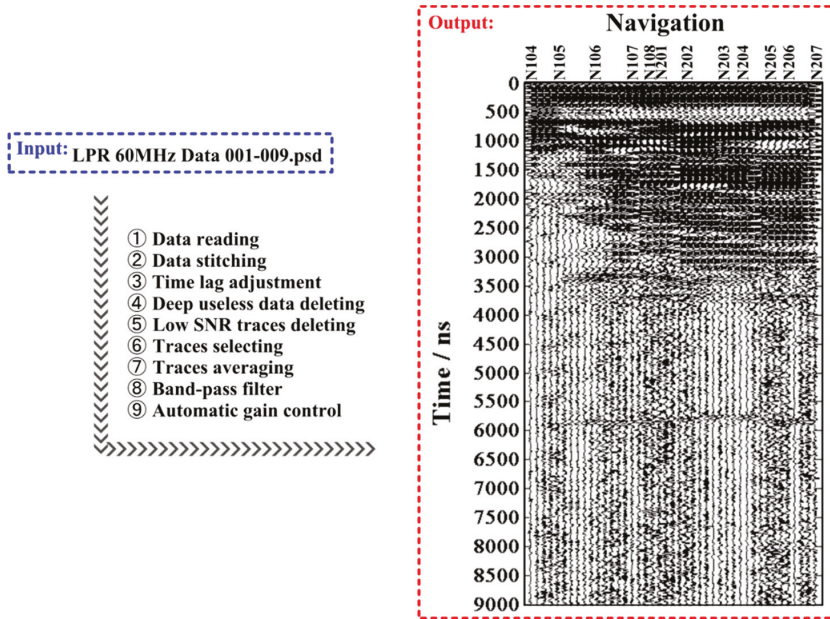 Input: LPR 60MHz Data 001-009.psd
① Data reading
② Data stitching
③ Time lag adjustment
④ Deep useless data deleting
⑤ Low SNR traces deleting
⑥ Traces selecting
⑦ Traces averaging
⑧ Band-pass filter
⑨ Automatic gain control
Output:
Navigation
N104
N105
N106
N107
N108
N201
N202
N203
N204
N205
N206
N207
Time / ns
0
500
1000
1500
2000
2500
3000
3500
4000
4500
5000
5500
6000
6500
7000
7500
8000
8500
9000